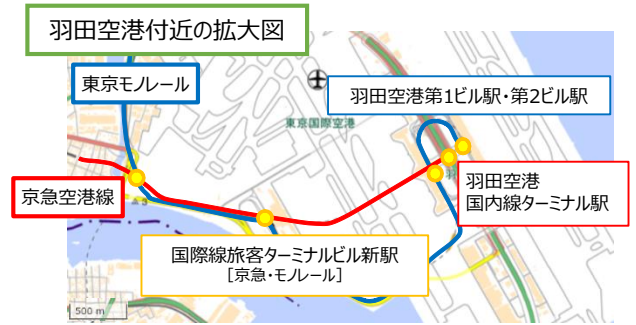 羽田空港付近の拡大図
東京モノレール
羽田空港第1ビル駅・第2ビル駅
東京国際空港
京急空港線
羽田空港
国内線ターミナル駅
国際線旅客ターミナルビル新駅
[京急・モノレール]
500 m